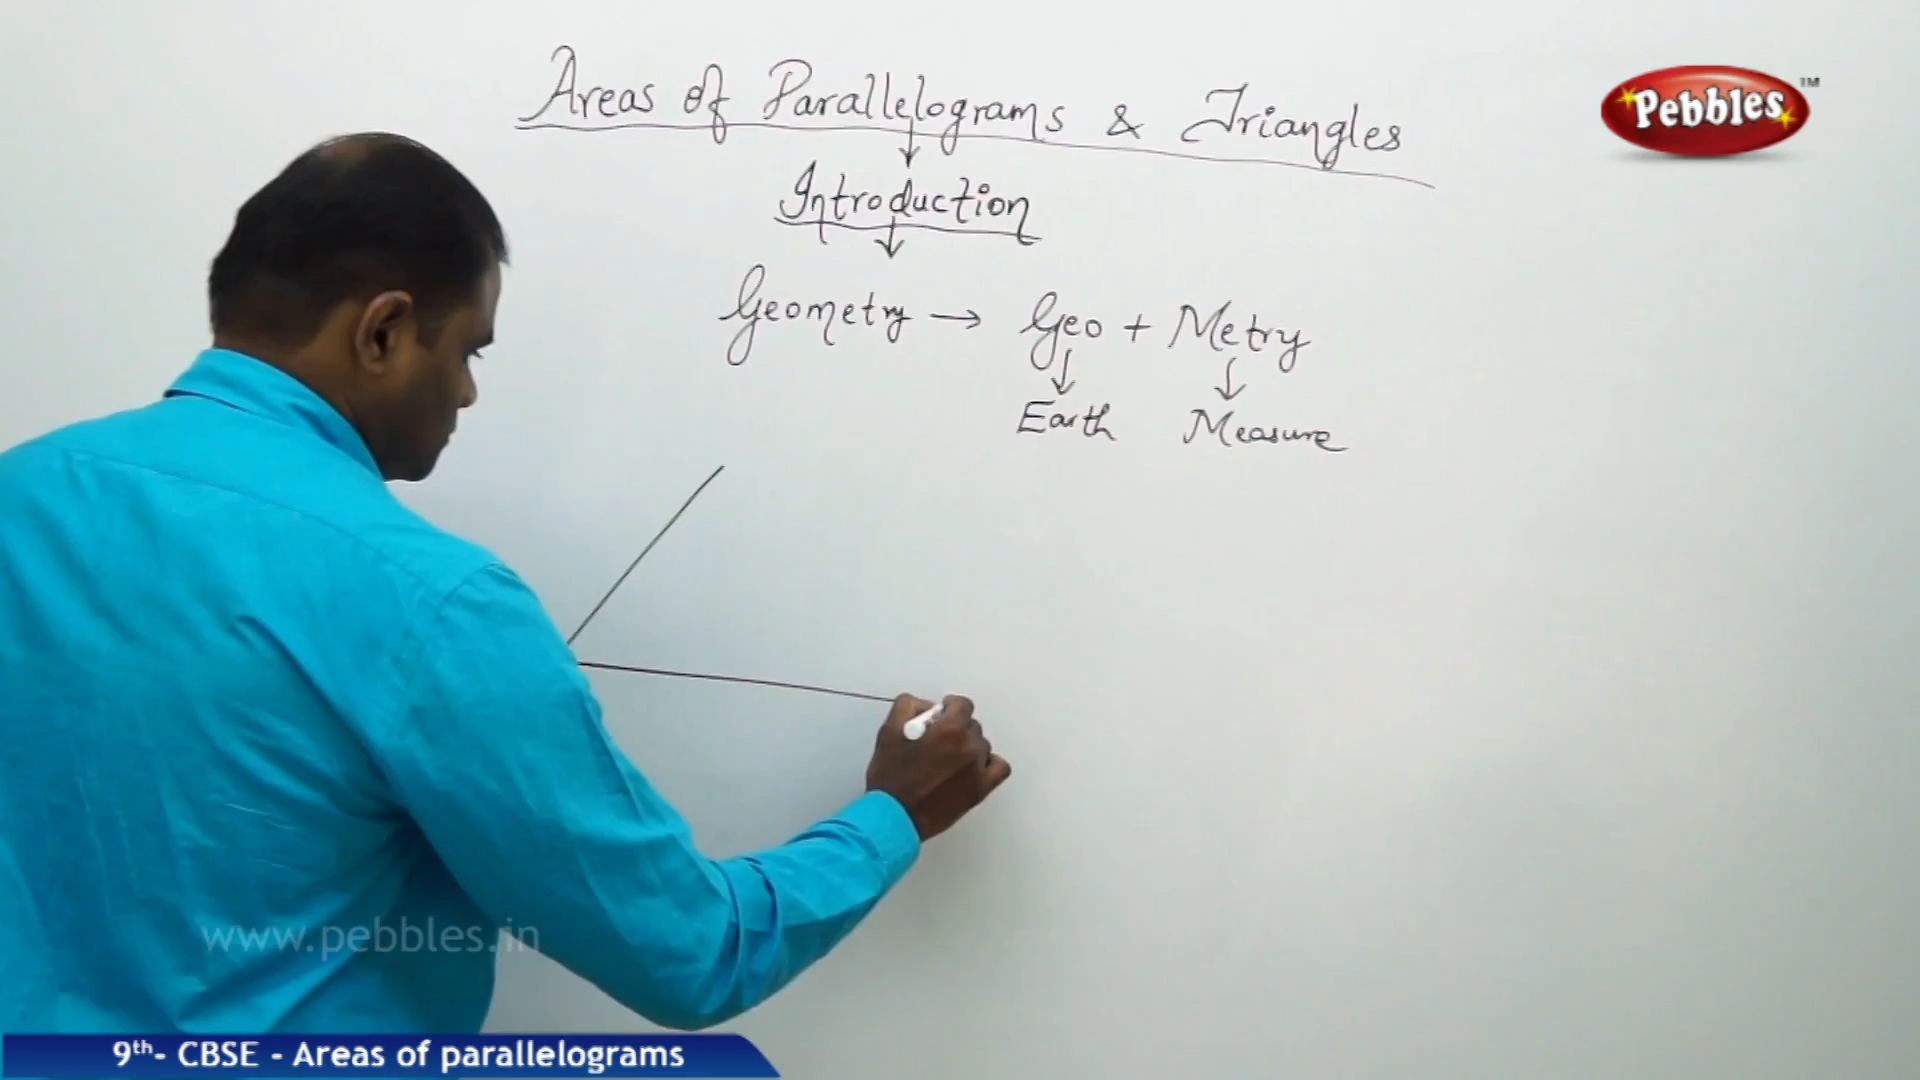 Areas of Parallelograms & Triangles
Pebbles™
Introduction
Geometry → Geo + Metry
Earth Measure
www.pebbles.in
9th- CBSE - Areas of parallelograms